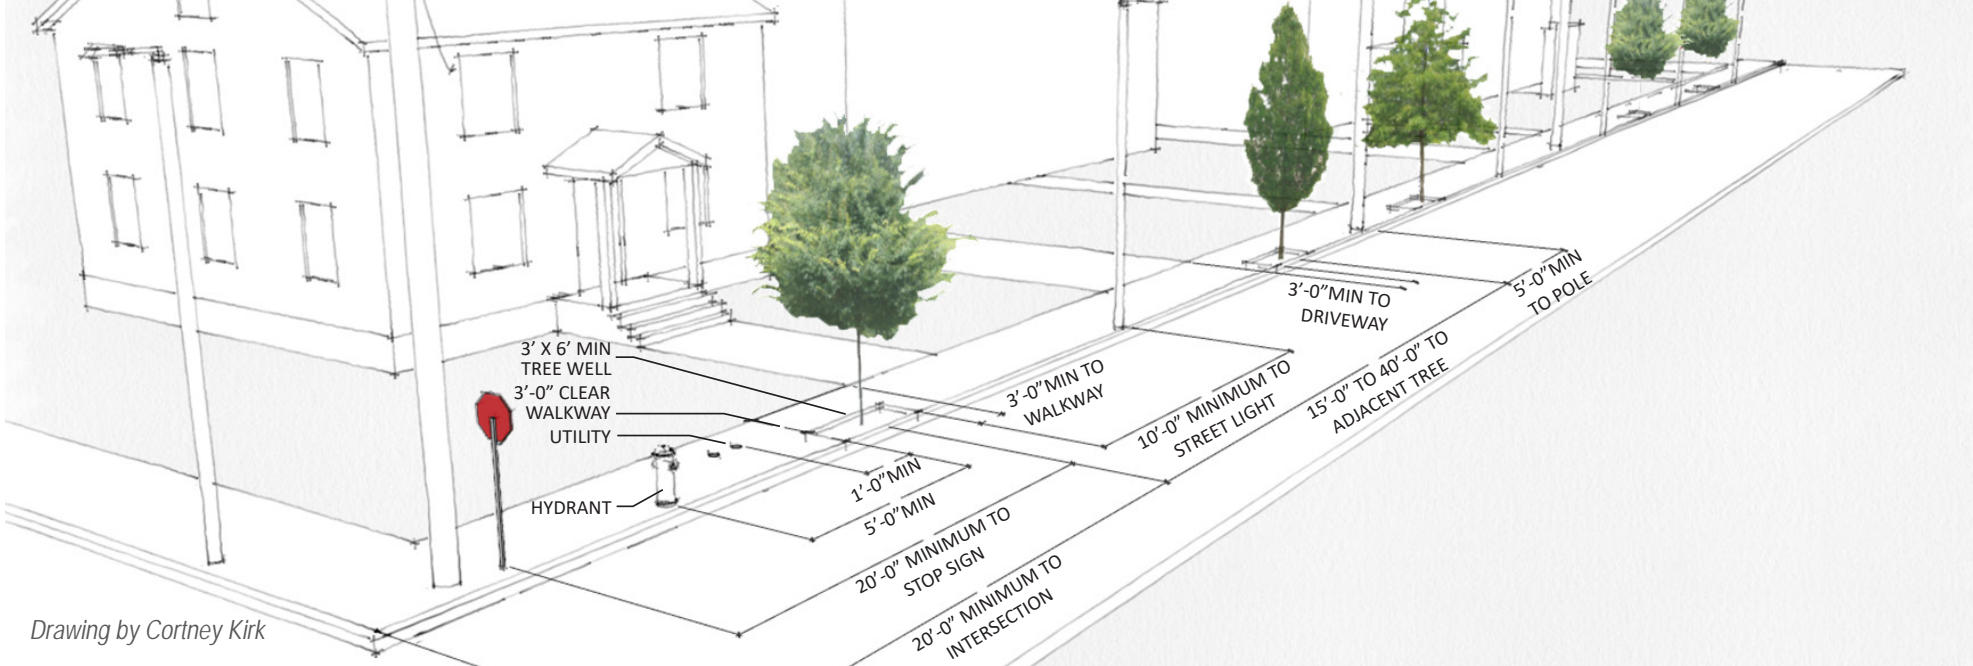 3' X 6' MIN
TREE WELL
3'-0" CLEAR
WALKWAY
UTILITY
HYDRANT
1'-0"MIN
5'-0"MIN
20'-0" MINIMUM TO
STOP SIGN
20'-0" MINIMUM TO
INTERSECTION
3'-0"MIN TO
WALKWAY
10'-0" MINIMUM TO
STREET LIGHT
15'-0" TO 40'-0" TO
ADJACENT TREE
3'-0"MIN TO
DRIVEWAY
5'-0"MIN
TO POLE
Drawing by Cortney Kirk